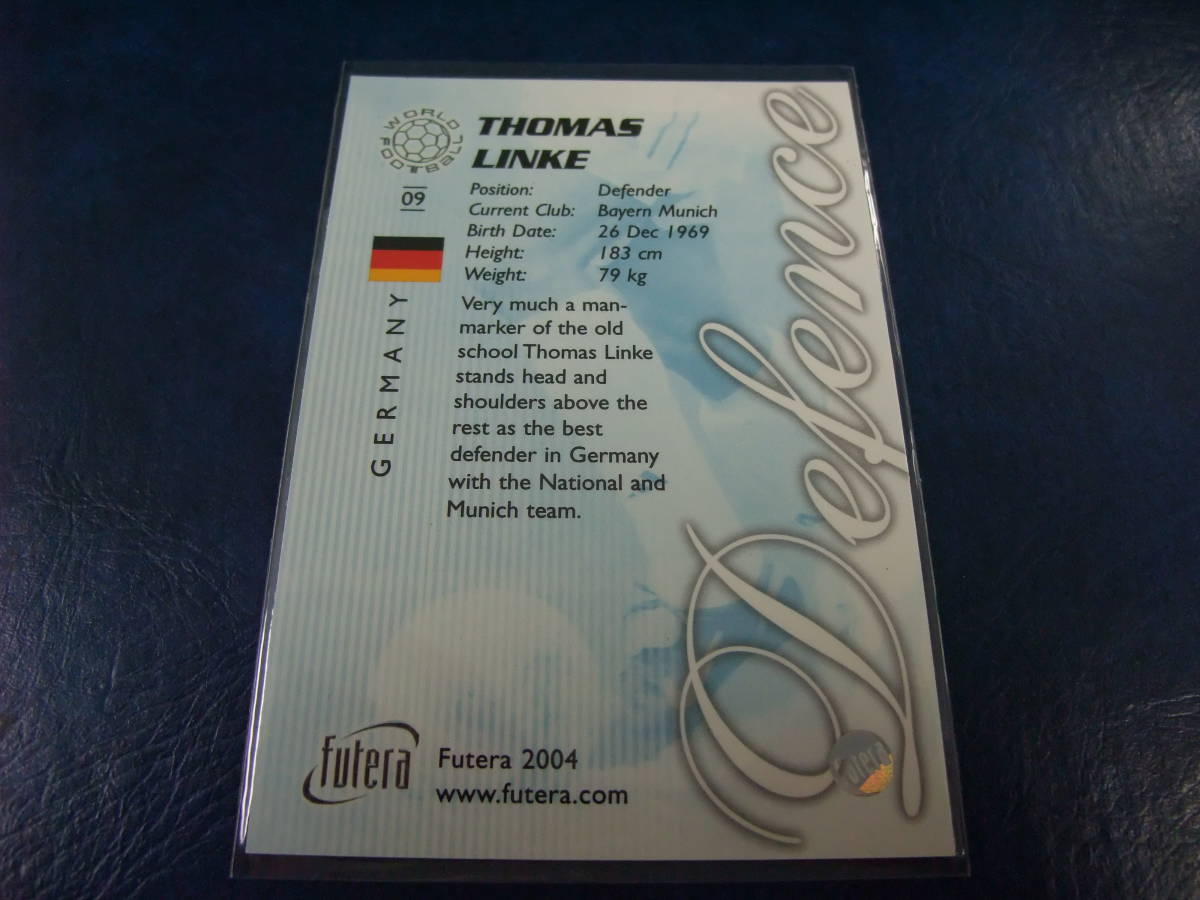 WORLD FOOTBALL
THOMAS
LINKE
09
Position: Defender
Current Club: Bayern Munich
Birth Date: 26 Dec 1969
Height: 183 cm
Weight: 79 kg
GERMANY
Very much a man-
marker of the old
school Thomas Linke
stands head and
shoulders above the
rest as the best
defender in Germany
with the National and
Munich team.
Defence
futera
Futera 2004
www.futera.com
futera